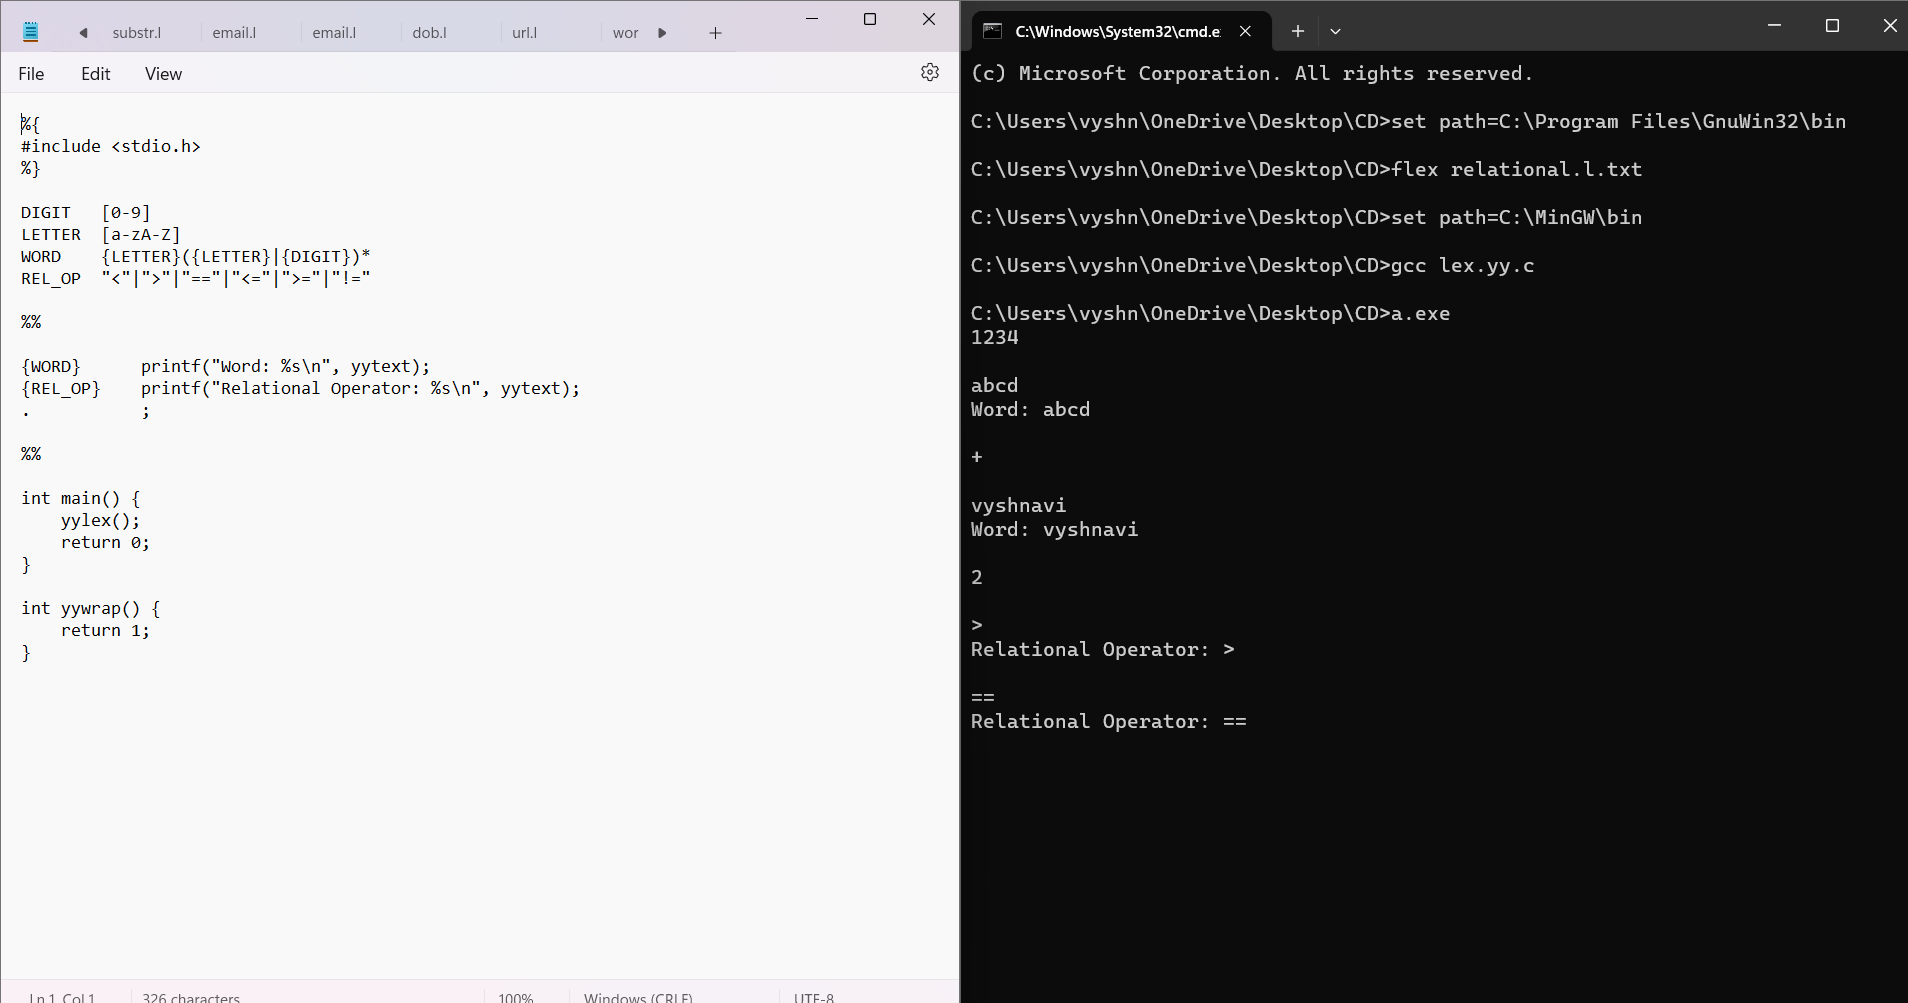 substr.l email.l email.l dob.l url.l wor
File Edit View
%{
#include <stdio.h>
%}
DIGIT [0-9]
LETTER [a-zA-Z]
WORD {LETTER}({LETTER}|{DIGIT})*
REL_OP "<"|">"|"=="|"<="|">="|"!="
%%
{WORD} printf("Word: %s\n", yytext);
{REL_OP} printf("Relational Operator: %s\n", yytext);
. ;
%%
int main() {
yylex();
return 0;
}
int yywrap() {
return 1;
}
Ln 1, Col 1 326 characters 100% Windows (CRLF) UTF-8
C:\Windows\System32\cmd.e
(c) Microsoft Corporation. All rights reserved.
C:\Users\vyshn\OneDrive\Desktop\CD>set path=C:\Program Files\GnuWin32\bin
C:\Users\vyshn\OneDrive\Desktop\CD>flex relational.l.txt
C:\Users\vyshn\OneDrive\Desktop\CD>set path=C:\MinGW\bin
C:\Users\vyshn\OneDrive\Desktop\CD>gcc lex.yy.c
C:\Users\vyshn\OneDrive\Desktop\CD>a.exe
1234
abcd
Word: abcd
+
vyshnavi
Word: vyshnavi
2
>
Relational Operator: >
==
Relational Operator: ==